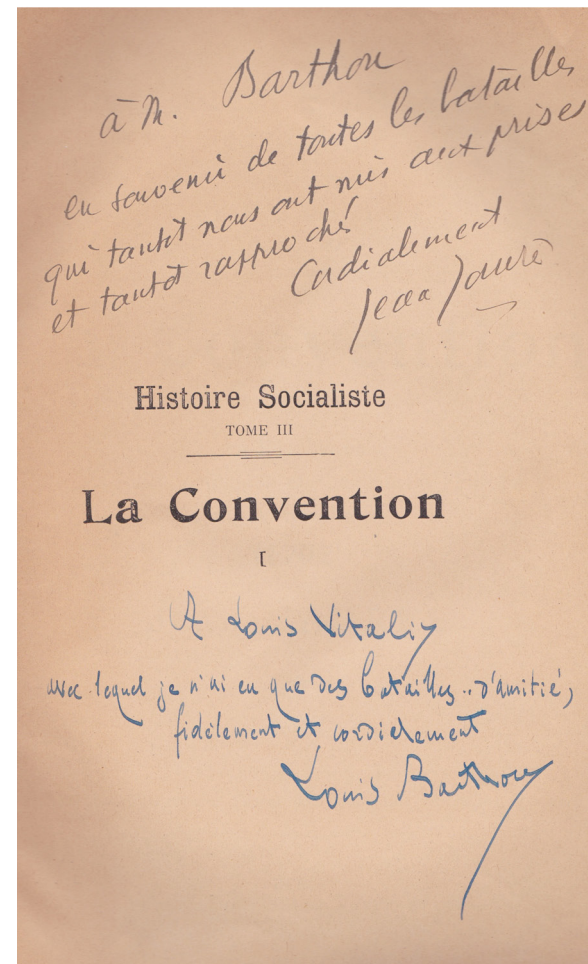 à M. Barthou
en souvenir de toutes les batailles
qui tantôt nous ont mis aux prises
et tantôt rapproché
Cordialement
Jean Jaurès
Histoire Socialiste
TOME III
La Convention
I
A Louis Vitaliy
avec lequel je n'ai eu que des batailles.. d'amitié,
fidèlement et cordialement
Louis Barthou